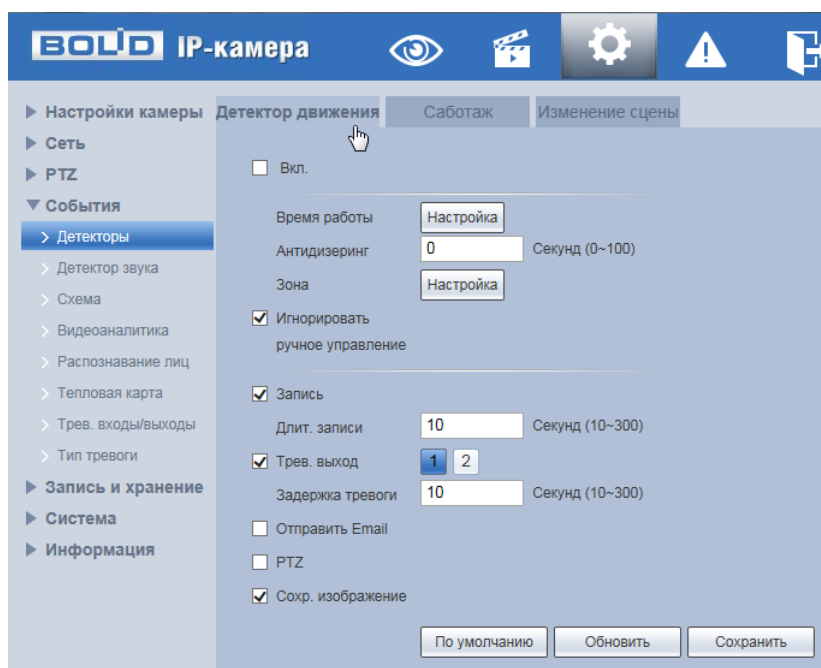 BOLID IP-камера
Настройки камеры
Сеть
PTZ
События
Детекторы
Детектор звука
Схема
Видеоаналитика
Распознавание лиц
Тепловая карта
Трев. входы/выходы
Тип тревоги
Запись и хранение
Система
Информация
Детектор движения Саботаж Изменение сцены
Вкл.
Время работы Настройка
Антидизеринг 0 Секунд (0~100)
Зона Настройка
Игнорировать
ручное управление
Запись
Длит. записи 10 Секунд (10~300)
Трев. выход 1 2
Задержка тревоги 10 Секунд (10~300)
Отправить Email
PTZ
Сохр. изображение
По умолчанию Обновить Сохранить